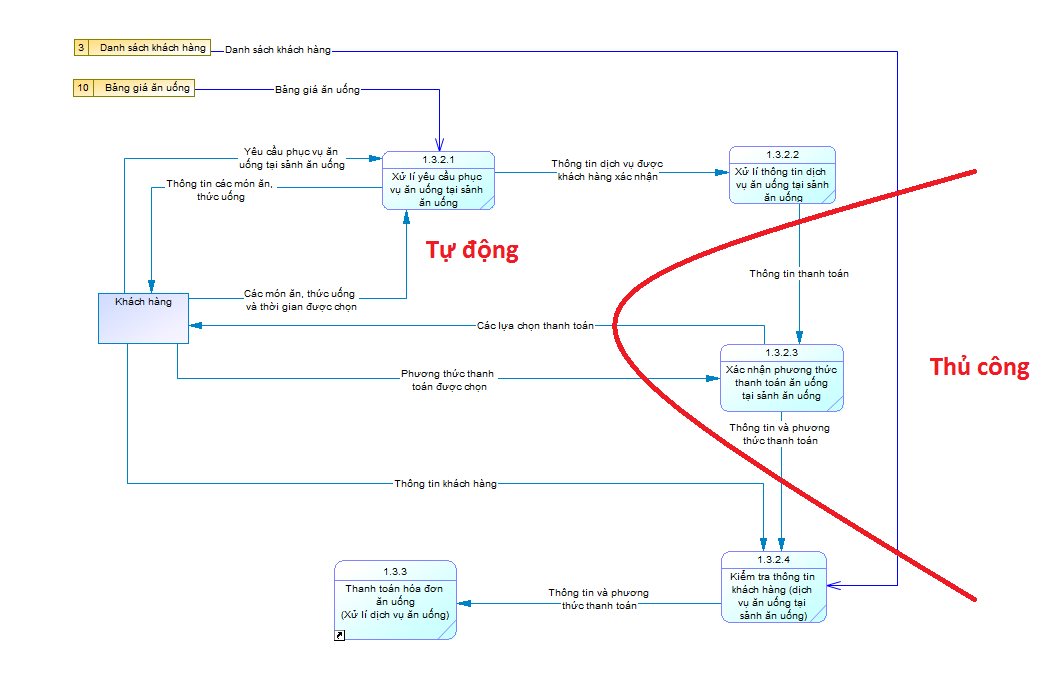 3 Danh sách khách hàng
Danh sách khách hàng
10 Bảng giá ăn uống
Bảng giá ăn uống
Yêu cầu phục vụ ăn
uống tại sảnh ăn uống
1.3.2.1
Xử lí yêu cầu phục
vụ ăn uống tại sảnh
ăn uống
Thông tin dịch vụ được
khách hàng xác nhận
1.3.2.2
Xử lí thông tin dịch
vụ ăn uống tại sảnh
ăn uống
Thông tin các món ăn,
thức uống
Tự động
Thông tin thanh toán
Khách hàng
Các món ăn, thức uống
và thời gian được chọn
Các lựa chọn thanh toán
1.3.2.3
Xác nhận phương thức
thanh toán ăn uống
tại sảnh ăn uống
Thủ công
Phương thức thanh
toán được chọn
Thông tin và phương
thức thanh toán
Thông tin khách hàng
1.3.2.4
Kiểm tra thông tin
khách hàng (dịch
vụ ăn uống tại
sảnh ăn uống)
1.3.3
Thanh toán hóa đơn
ăn uống
(Xử lí dịch vụ ăn uống)
Thông tin và phương
thức thanh toán